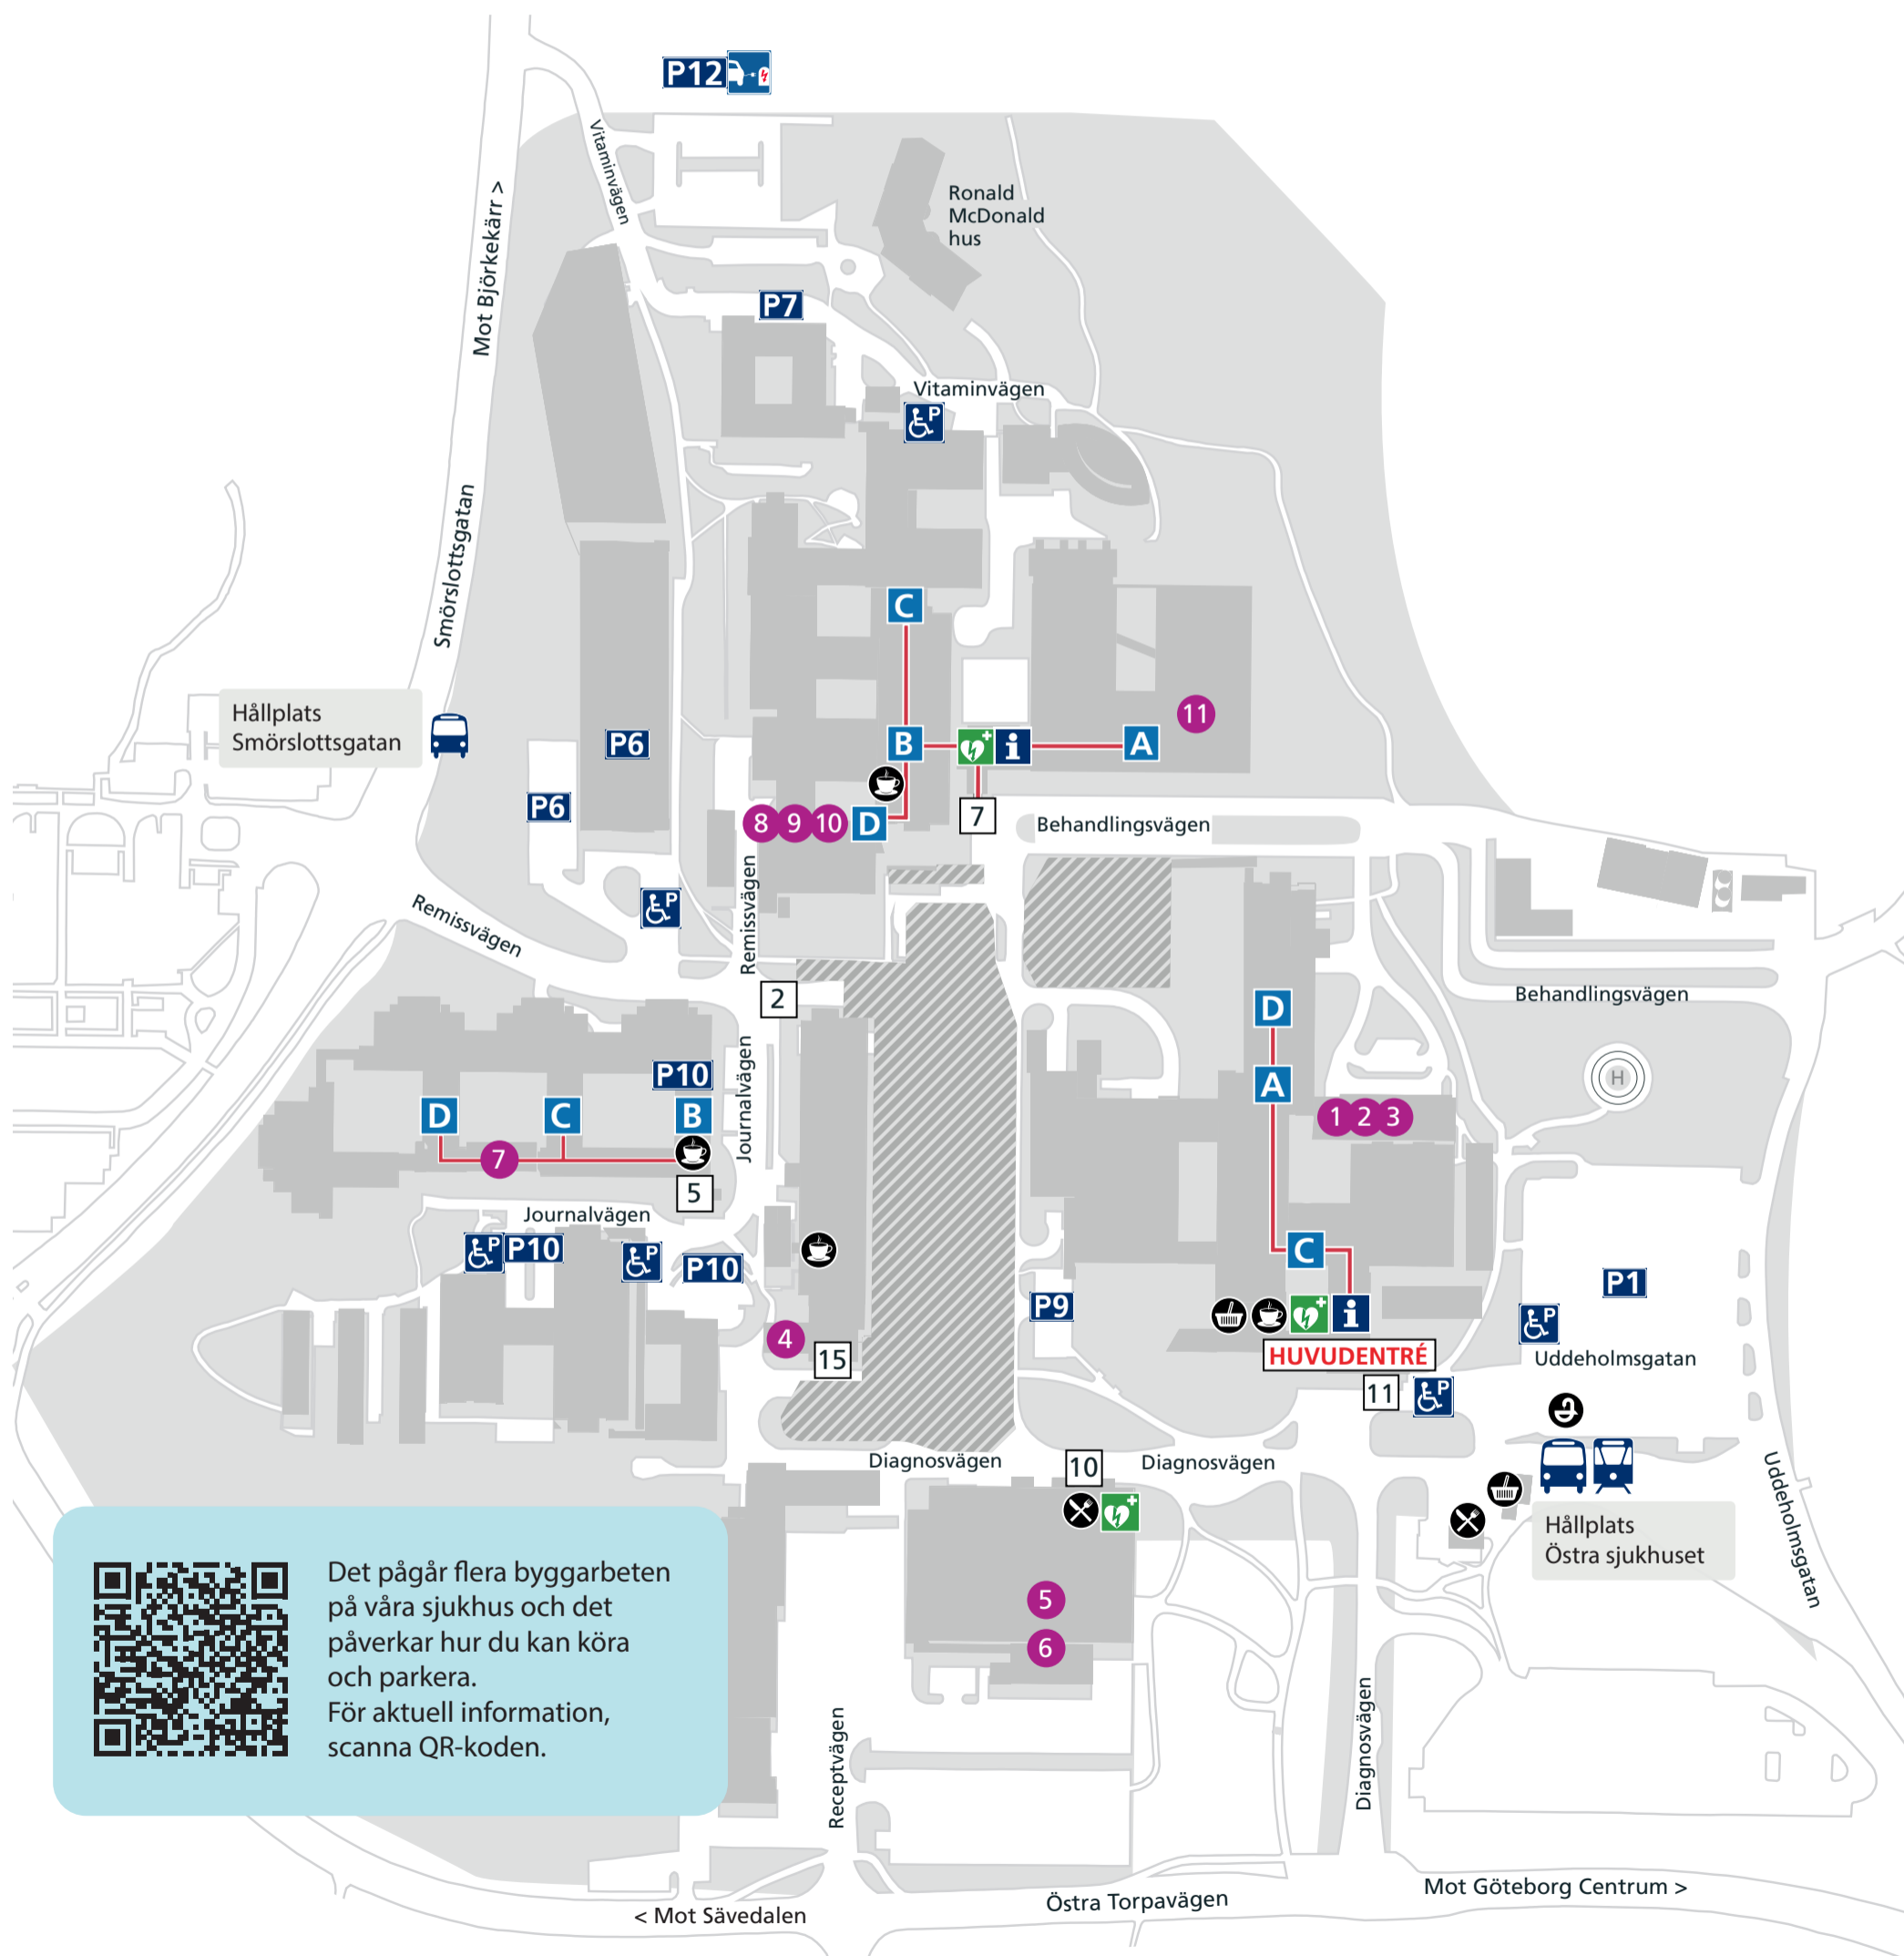 P12
Vitaminvägen
Mot Björkekärr >
Ronald
McDonald
hus
P7
Vitaminvägen
P
Smörslottsgatan
C
Hållplats
Smörslottsgatan
P6
B
i
A
11
P6
8
9
10
D
7
Behandlingsvägen
Remissvägen
P
Remissvägen
2
Behandlingsvägen
D
H
P10
Journalvägen
A
D
C
B
1
2
3
7
5
Journalvägen
P
P10
P
P10
C
P1
P9
i
P
4
15
HUVUDENTRÉ
Uddeholmsgatan
11
P
Diagnosvägen
10
Diagnosvägen
Uddeholmsgatan
Hållplats
Östra sjukhuset
5
6
Det pågår flera byggarbeten
på våra sjukhus och det
påverkar hur du kan köra
och parkera.
För aktuell information,
scanna QR-koden.
Receptvägen
Diagnosvägen
Mot Göteborg Centrum >
Östra Torpavägen
< Mot Sävedalen